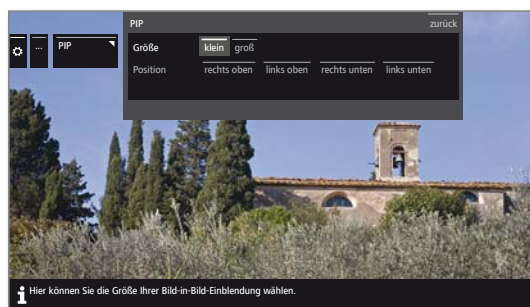 PIP zurück
... PIP
Größe klein groß
Position rechts oben links oben rechts unten links unten
Hier können Sie die Größe Ihrer Bild-in-Bild-Einblendung wählen.